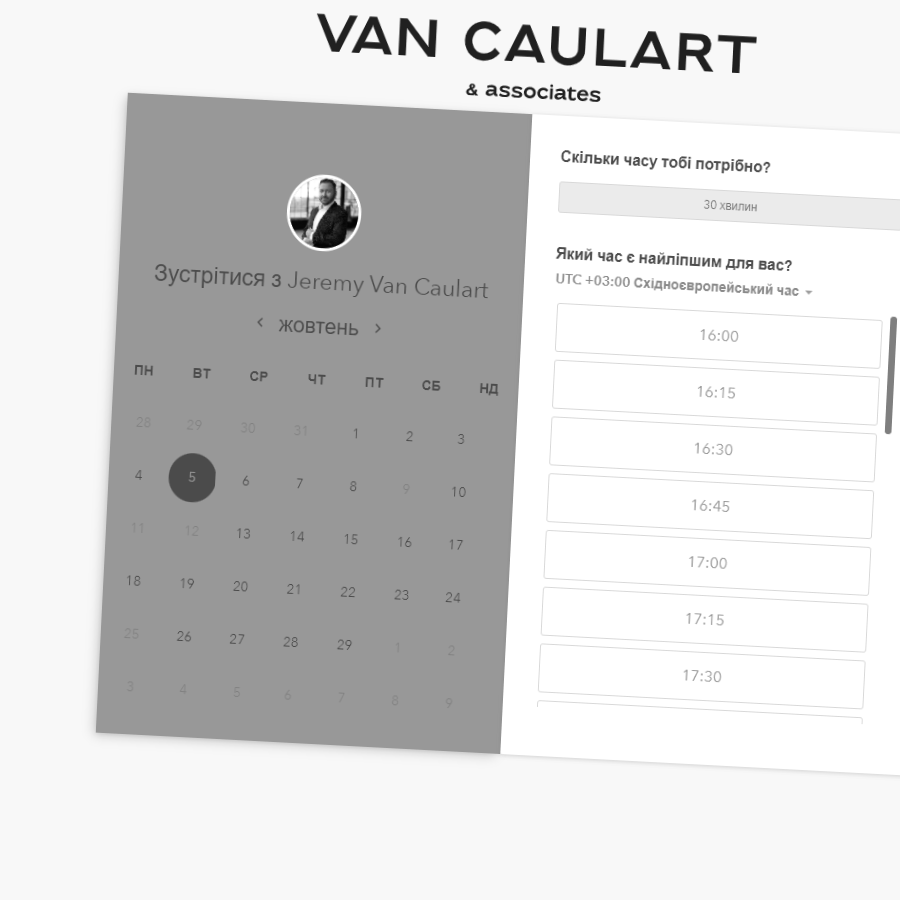 VAN CAULART
& associates
Зустрітися з Jeremy Van Caulart
‹ жовтень ›
ПН ВТ СР ЧТ ПТ СБ НД
28 29 30 31 1 2 3
4 5 6 7 8 9 10
11 12 13 14 15 16 17
18 19 20 21 22 23 24
25 26 27 28 29 1 2
3 4 5 6 7 8 9
Скільки часу тобі потрібно?
30 хвилин
Який час є найліпшим для вас?
UTC +03:00 Східноєвропейський час
16:00
16:15
16:30
16:45
17:00
17:15
17:30